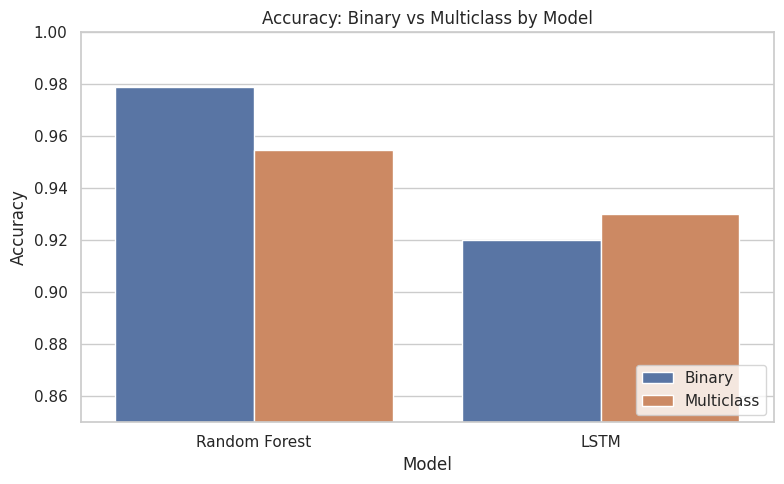 Accuracy: Binary vs Multiclass by Model
1.00
0.98
0.96
0.94
0.92
0.90
0.88
0.86
Accuracy
Random Forest
LSTM
Model
Binary
Multiclass